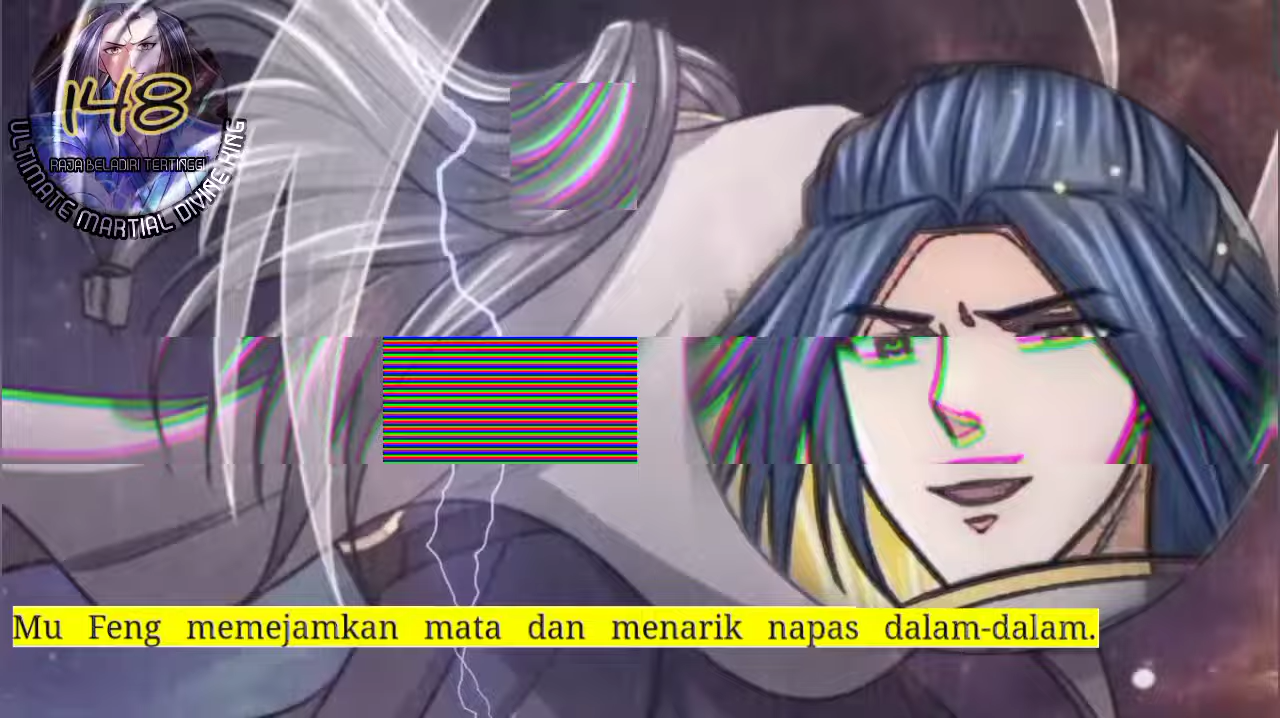 148
RAJA BELADIRI TERTINGGI
ULTIMATE MARTIAL DIVINE KING
Mu Feng memejamkan mata dan menarik napas dalam-dalam.